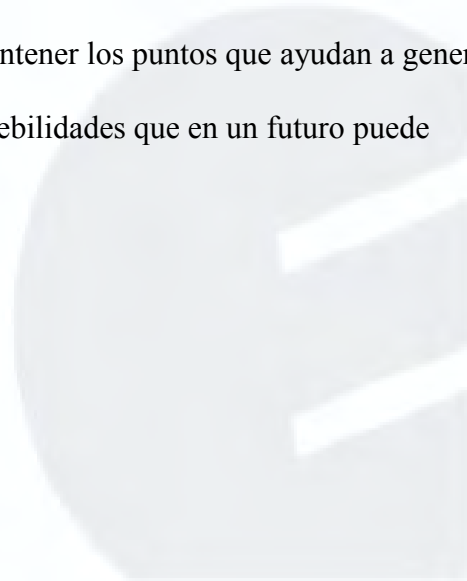 ntener los puntos que ayudan a gener
ebilidades que en un futuro puede